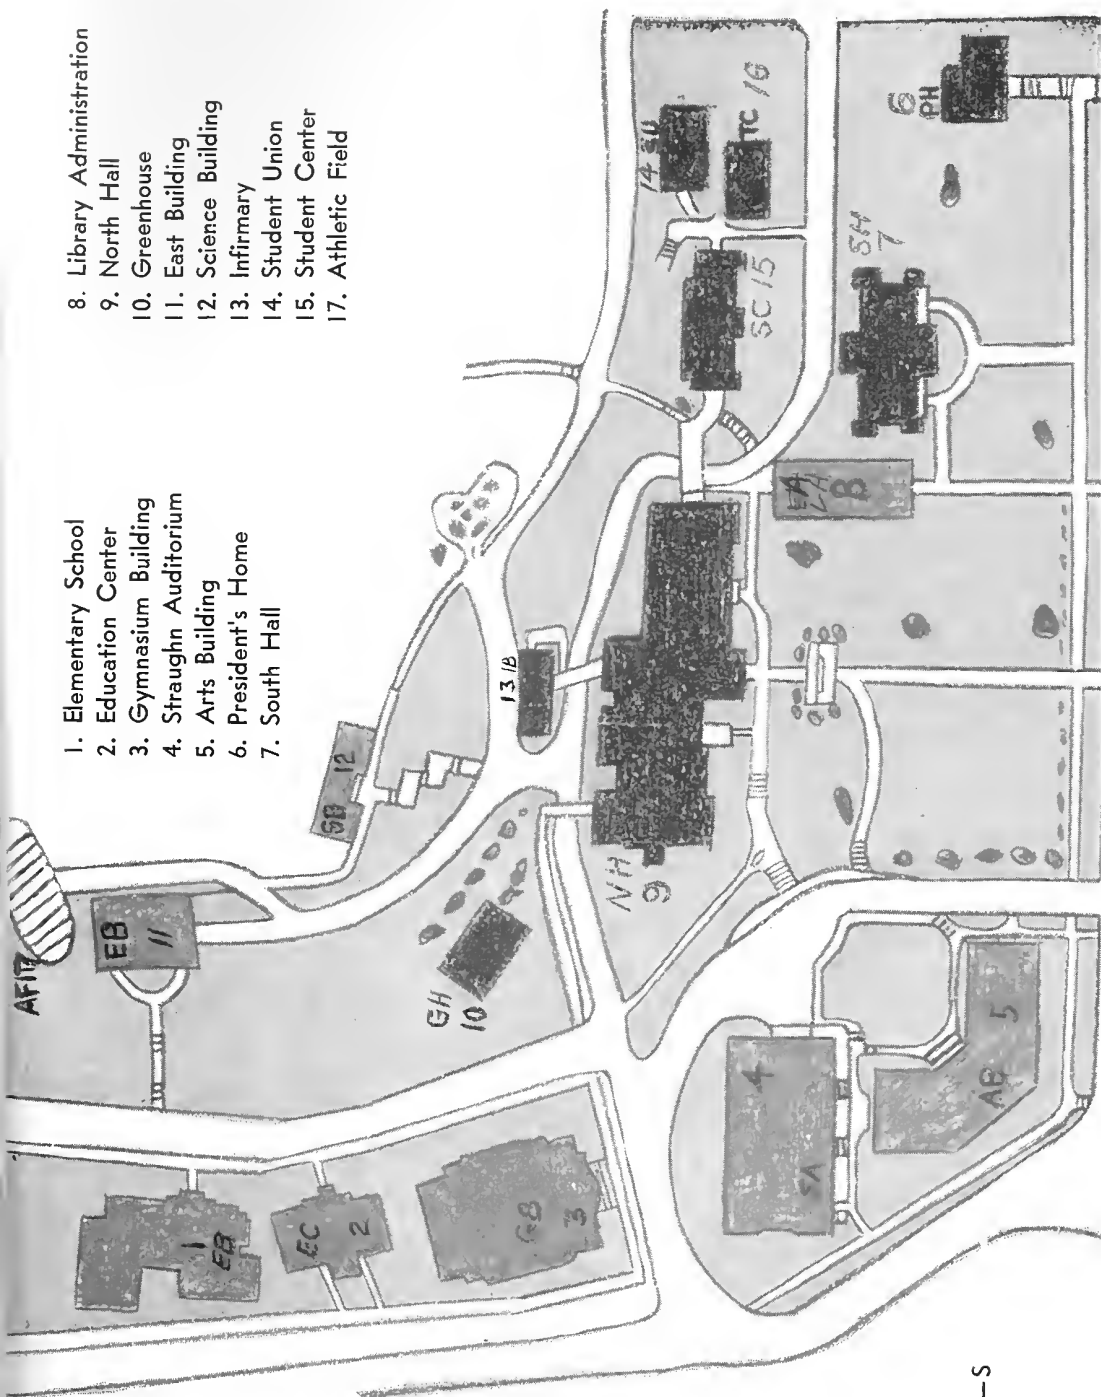 1. Elementary School
2. Education Center
3. Gymnasium Building
4. Straughn Auditorium
5. Arts Building
6. President's Home
7. South Hall
8. Library Administration
9. North Hall
10. Greenhouse
11. East Building
12. Science Building
13. Infirmary
14. Student Union
15. Student Center
17. Athletic Field
AF17
EB
11
SB 12
13 IB
14 SU
TC 16
SC 15
6
PH
SH
7
LA
8
NH
9
GH
10
1
EB
EC
2
GB
3
4
SA
AB 5
—S